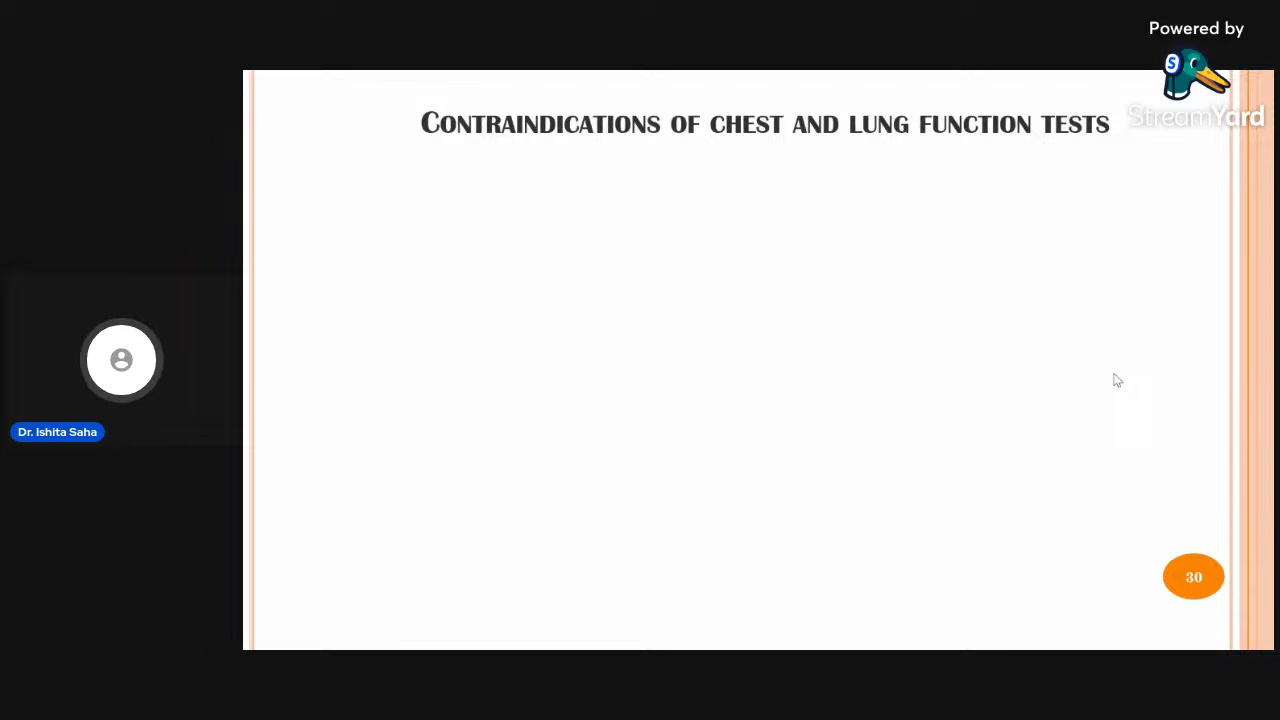 Powered by
StreamYard
CONTRAINDICATIONS OF CHEST AND LUNG FUNCTION TESTS
Dr. Ishita Saha
30